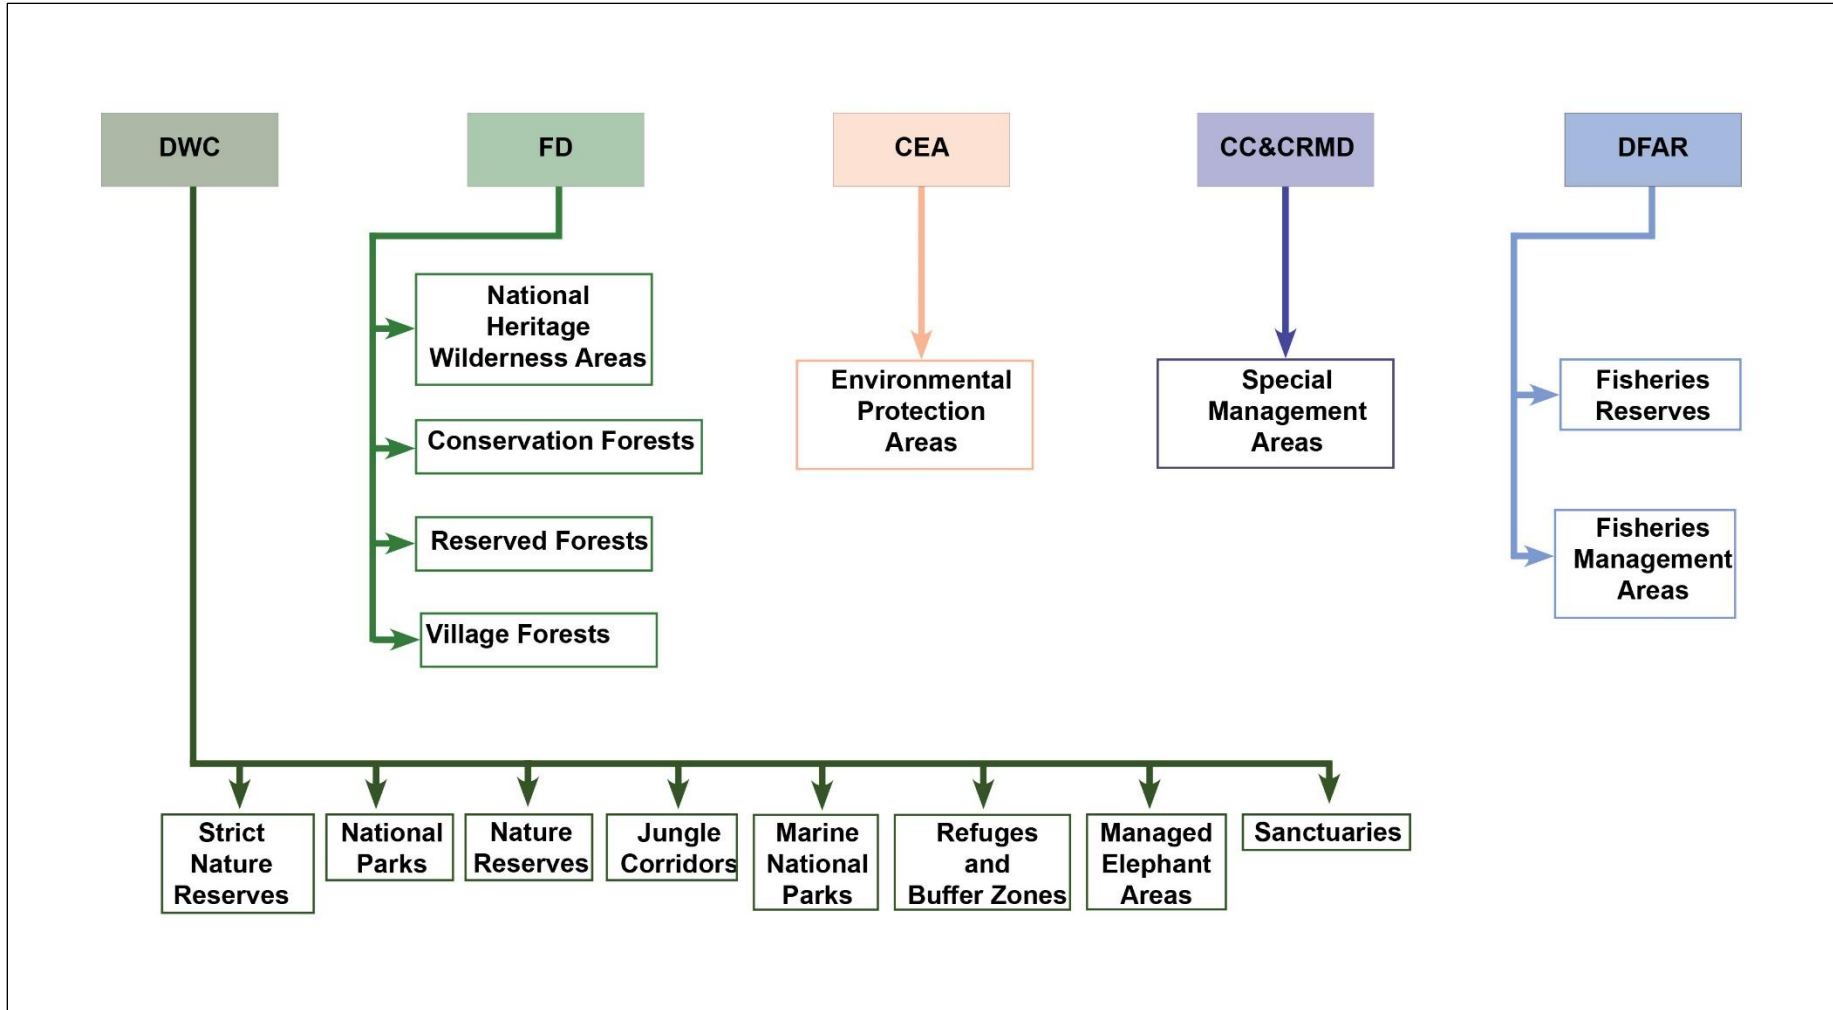 DWC
FD
CEA
CC&CRMD
DFAR
National
Heritage
Wilderness Areas
Conservation Forests
Reserved Forests
Village Forests
Environmental
Protection
Areas
Special
Management
Areas
Fisheries
Reserves
Fisheries
Management
Areas
Strict
Nature
Reserves
National
Parks
Nature
Reserves
Jungle
Corridors
Marine
National
Parks
Refuges
and
Buffer Zones
Managed
Elephant
Areas
Sanctuaries